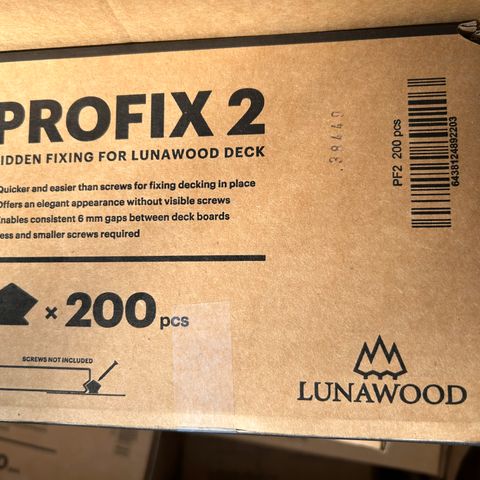 PROFIX 2
IDDEN FIXING FOR LUNAWOOD DECK
Quicker and easier than screws for fixing decking in place
Offers an elegant appearance without visible screws
Enables consistent 6 mm gaps between deck boards
ess and smaller screws required
× 200 pcs
SCREWS NOT INCLUDED
LUNAWOOD
PF2 200 pcs
6438124892203